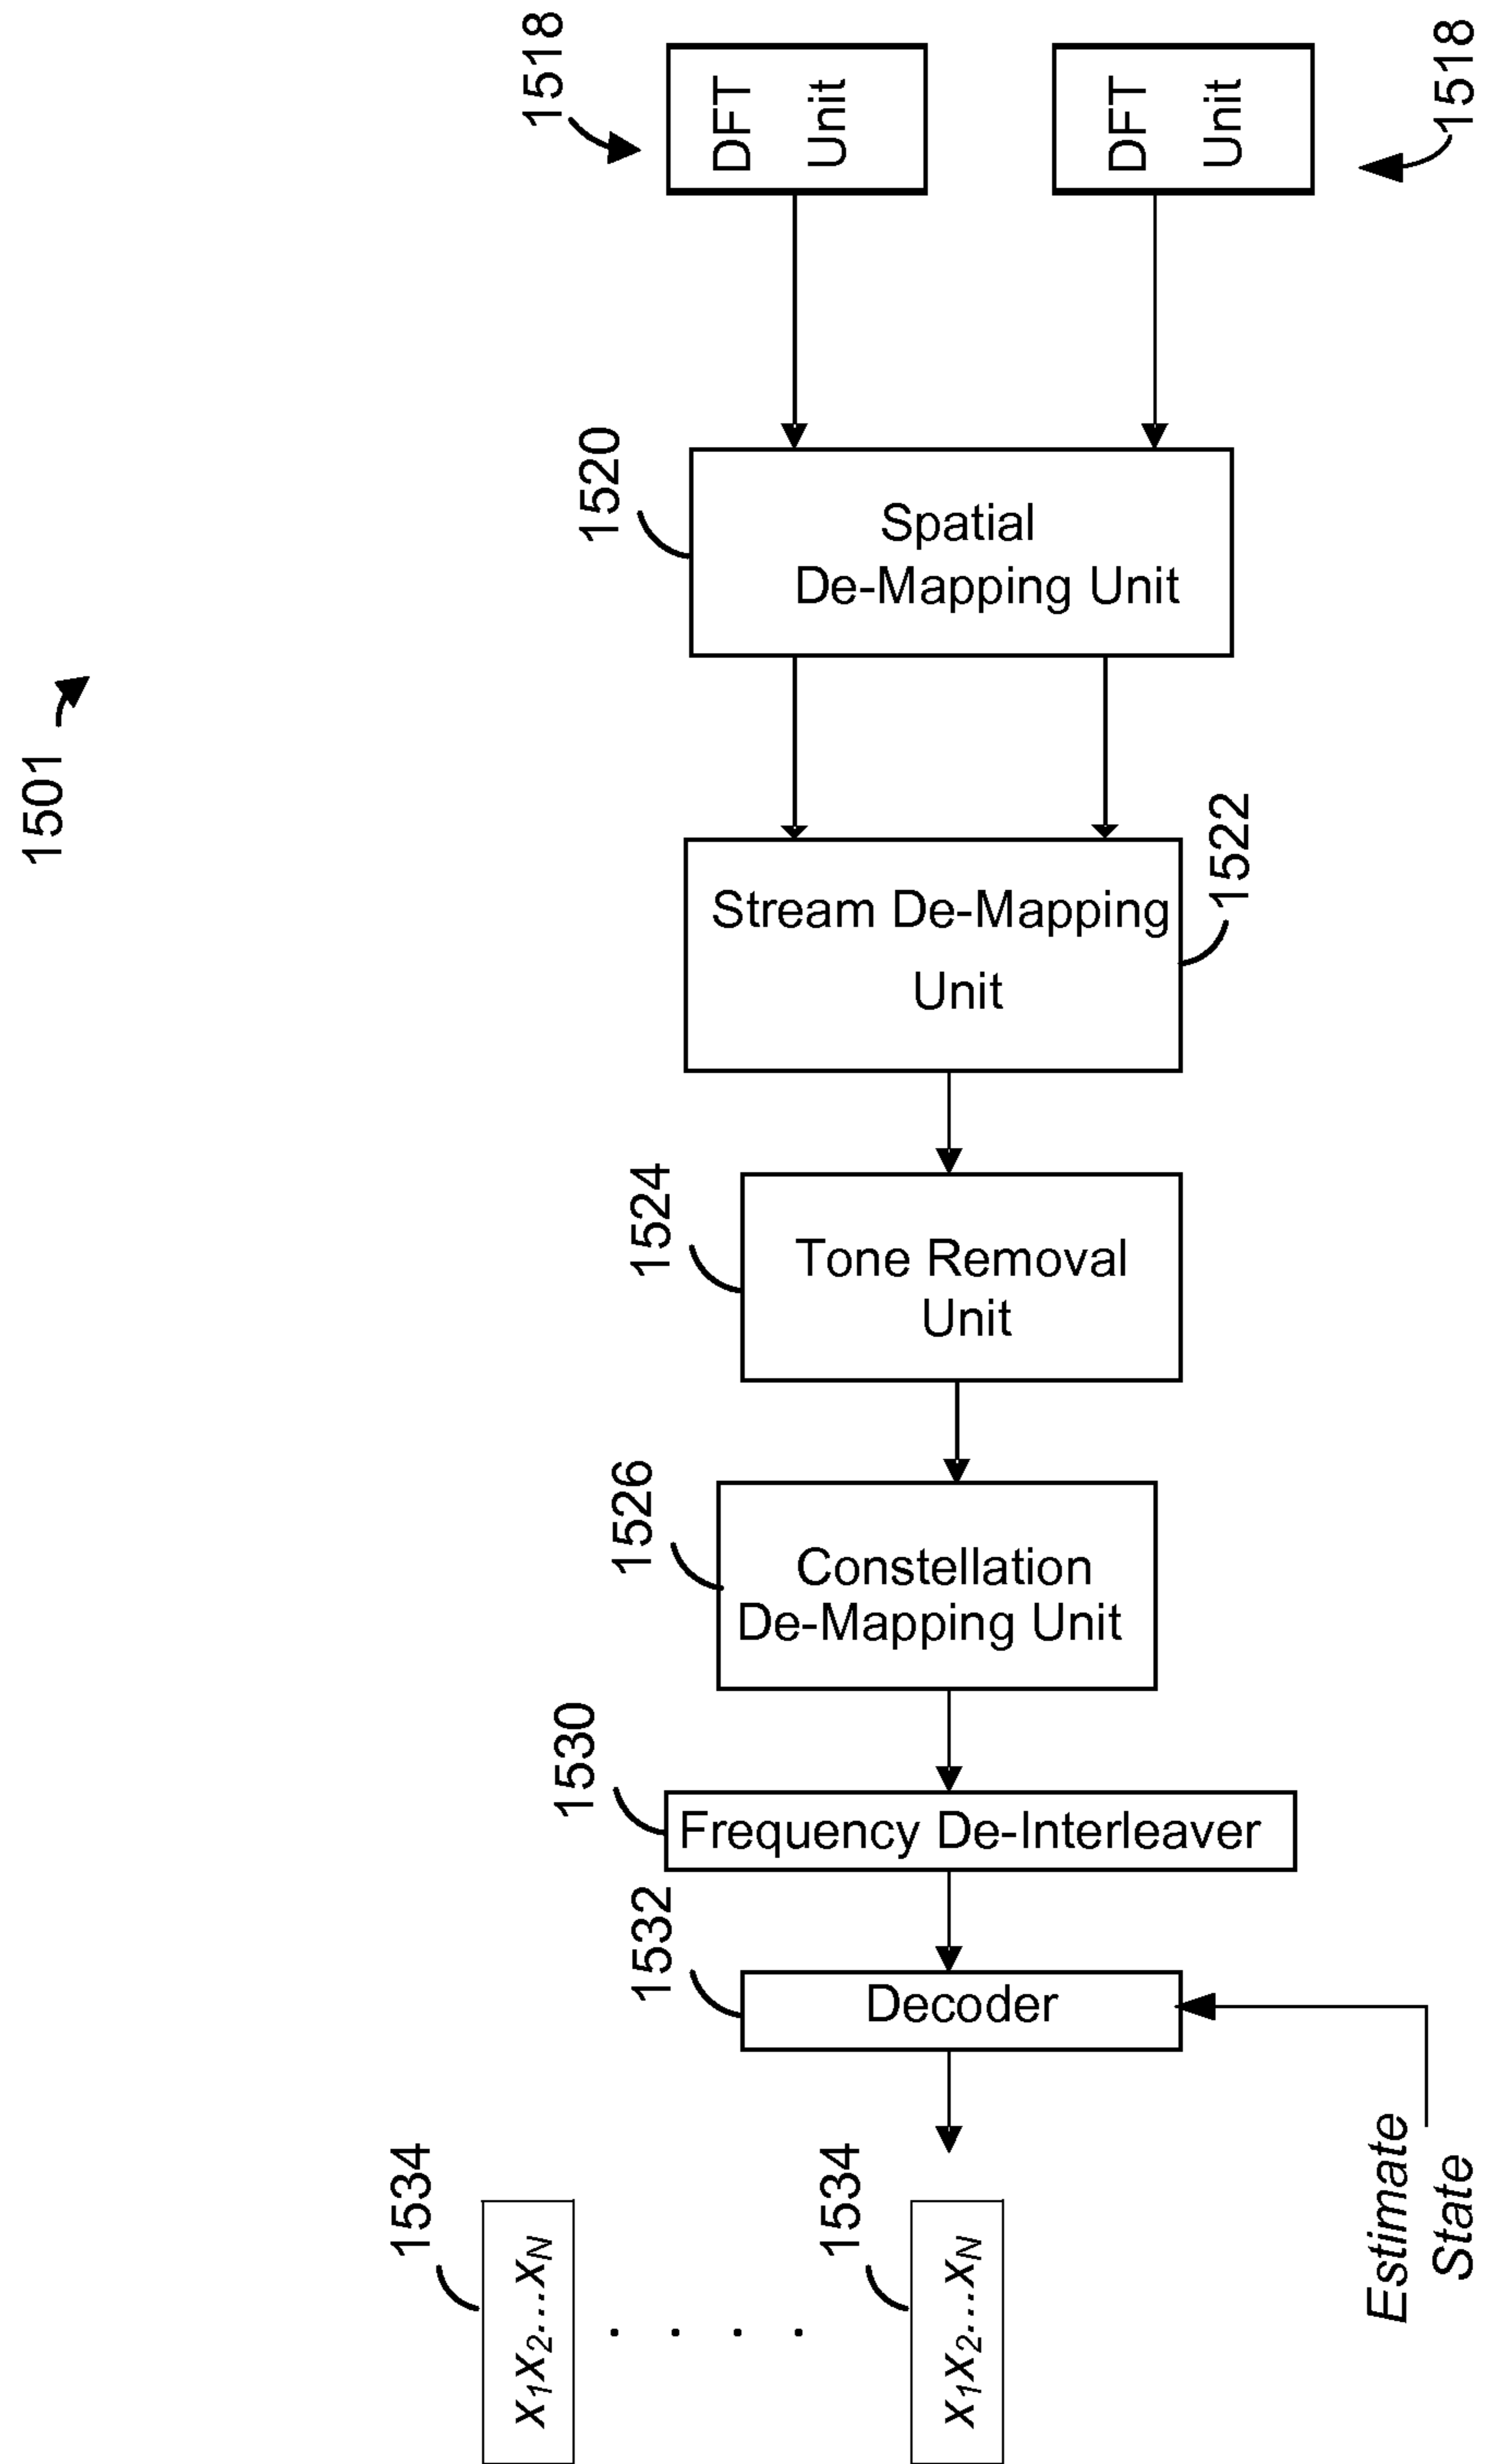 1501
1518
DFT
Unit
DFT
Unit
1518
1520
Spatial
De-Mapping Unit
Stream De-Mapping
Unit
1522
1524
Tone Removal
Unit
1526
Constellation
De-Mapping Unit
1530
Frequency De-Interleaver
1532
Decoder
1534
x₁x₂...x_N
. . . .
1534
x₁x₂...x_N
Estimate
State